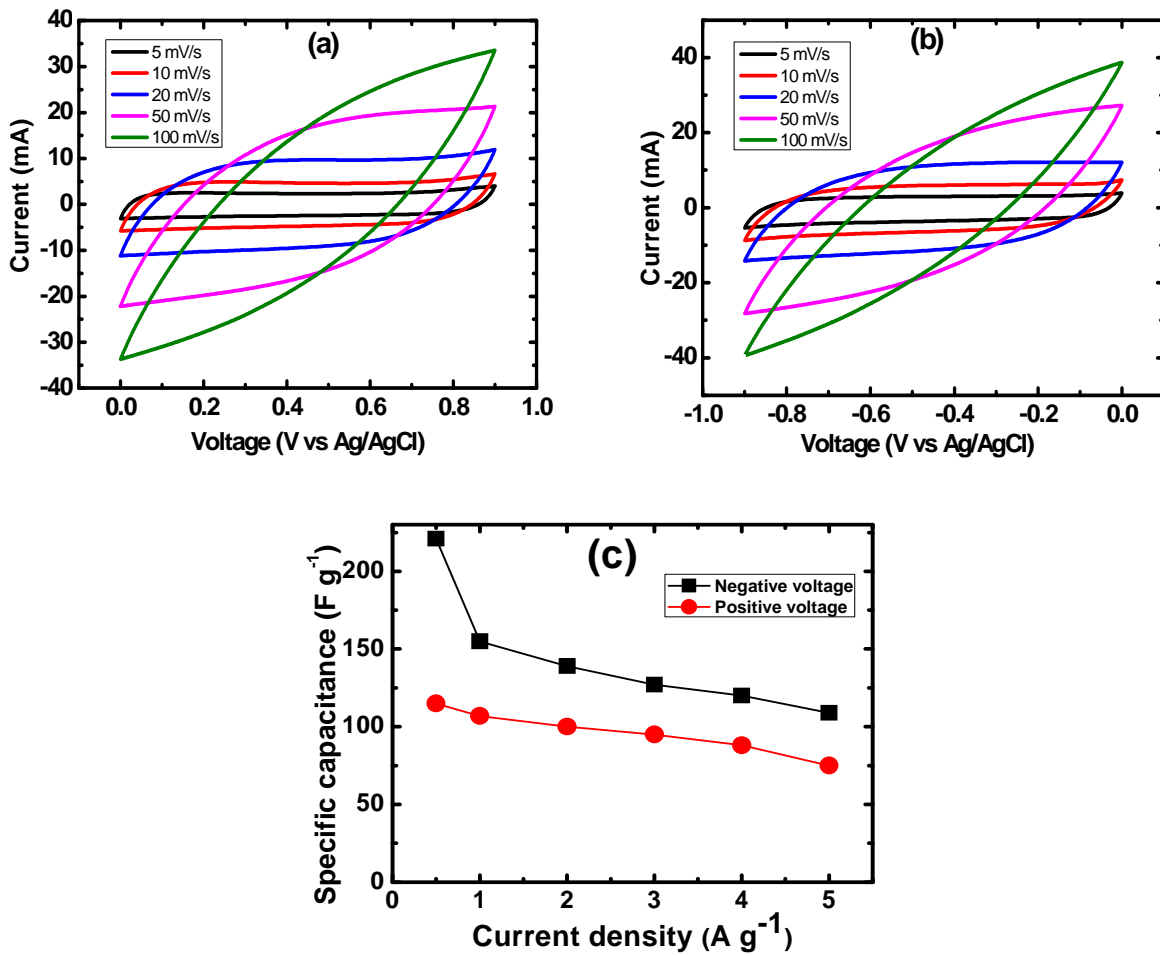 (a)
5 mV/s
10 mV/s
20 mV/s
50 mV/s
100 mV/s
40
30
20
10
0
-10
-20
-30
-40
Current (mA)
0.0 0.2 0.4 0.6 0.8 1.0
Voltage (V vs Ag/AgCl)
(b)
5 mV/s
10 mV/s
20 mV/s
50 mV/s
100 mV/s
40
20
0
-20
-40
Current (mA)
-1.0 -0.8 -0.6 -0.4 -0.2 0.0
Voltage (V vs Ag/AgCl)
(c)
Negative voltage
Positive voltage
200
150
100
50
0
Specific capacitance (F g⁻¹)
0 1 2 3 4 5
Current density (A g⁻¹)